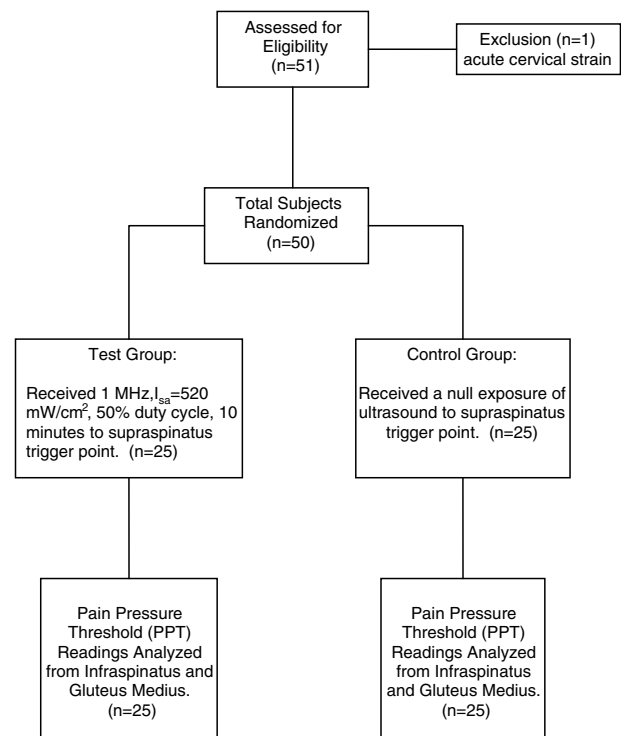 Assessed for
Eligibility
(n=51)
Exclusion (n=1)
acute cervical strain
Total Subjects
Randomized
(n=50)
Test Group:
Received 1 MHz,Isa=520
mW/cm², 50% duty cycle, 10
minutes to supraspinatus
trigger point. (n=25)
Control Group:
Received a null exposure of
ultrasound to supraspinatus
trigger point. (n=25)
Pain Pressure
Threshold (PPT)
Readings Analyzed
from Infraspinatus and
Gluteus Medius.
(n=25)
Pain Pressure
Threshold (PPT)
Readings Analyzed
from Infraspinatus
and Gluteus Medius.
(n=25)